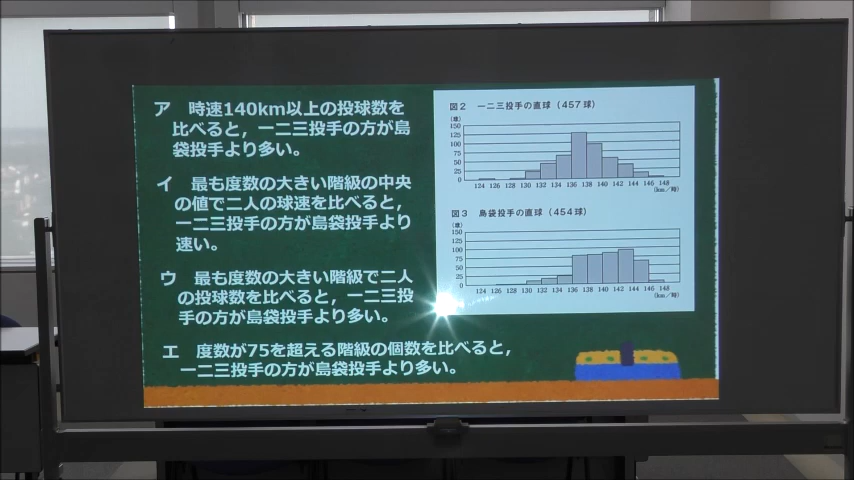 ア 時速140km以上の投球数を
比べると，一二三投手の方が島
袋投手より多い。
イ 最も度数の大きい階級の中央
の値で二人の球速を比べると，
一二三投手の方が島袋投手より
速い。
ウ 最も度数の大きい階級で二人
の投球数を比べると，一二三投
手の方が島袋投手より多い。
エ 度数が75を超える階級の個数を比べると，
一二三投手の方が島袋投手より多い。
図2 一二三投手の直球（457球）
(球)
150
125
100
75
50
25
0
124 126 128 130 132 134 136 138 140 142 144 146 148
(km／時)
図3 島袋投手の直球（454球）
(球)
150
125
100
75
50
25
0
124 126 128 130 132 134 136 138 140 142 144 146 148
(km／時)